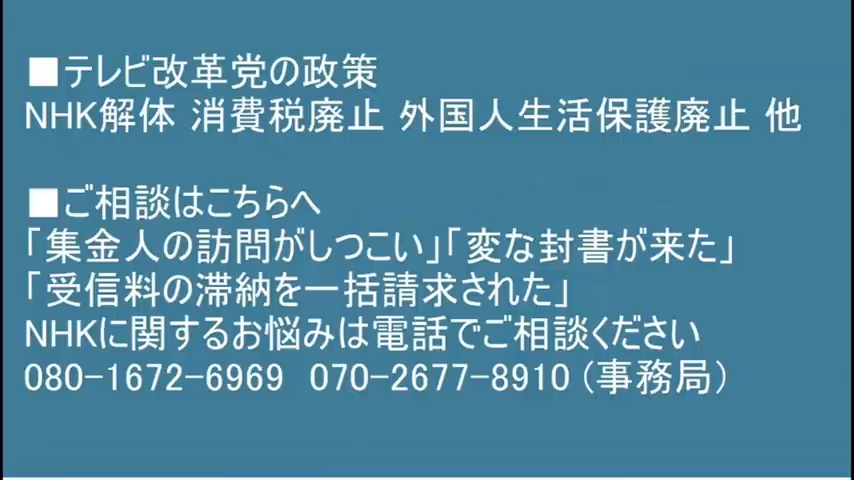 ■テレビ改革党の政策
NHK解体 消費税廃止 外国人生活保護廃止 他
■ご相談はこちらへ
「集金人の訪問がしつこい」「変な封書が来た」
「受信料の滞納を一括請求された」
NHKに関するお悩みは電話でご相談ください
080-1672-6969 070-2677-8910（事務局）